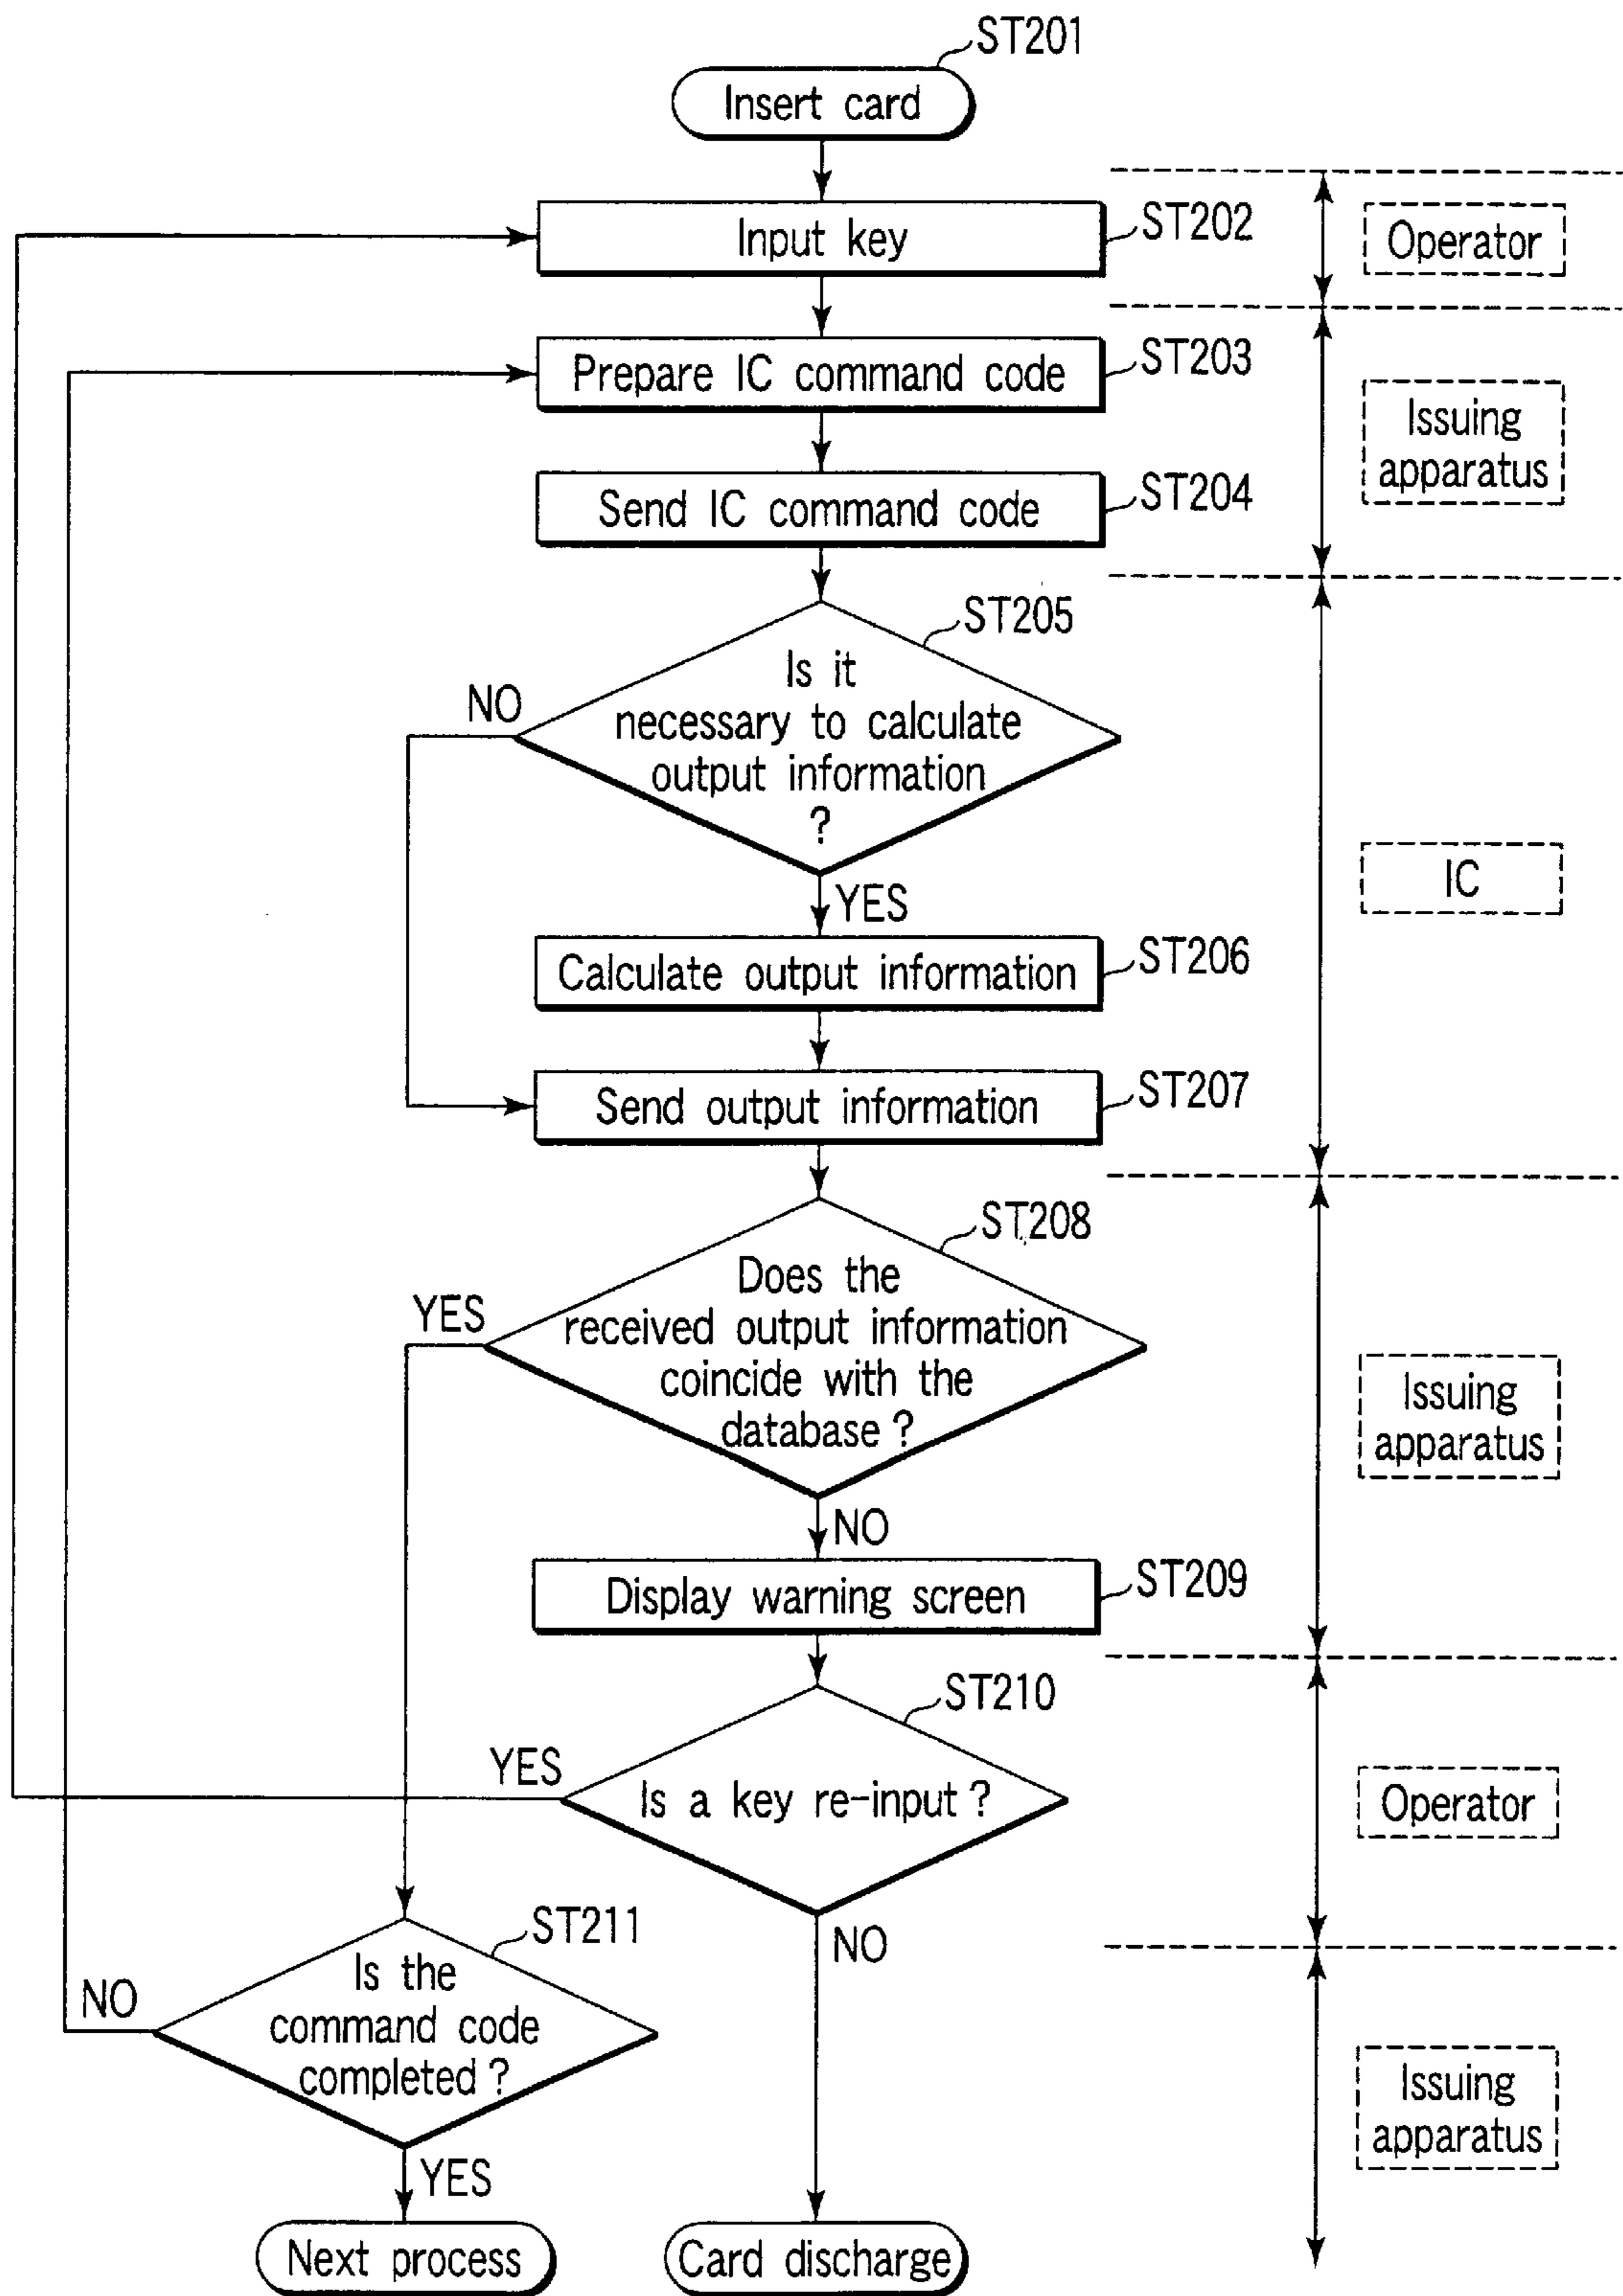 ST201
Insert card
Input key
ST202
Operator
Prepare IC command code
ST203
Issuing
apparatus
Send IC command code
ST204
ST205
Is it
necessary to calculate
output information
?
NO
YES
IC
Calculate output information
ST206
Send output information
ST207
ST208
Does the
received output information
coincide with the
database ?
YES
NO
Issuing
apparatus
Display warning screen
ST209
ST210
Is a key re-input ?
YES
NO
Operator
ST211
Is the
command code
completed ?
NO
YES
Issuing
apparatus
Next process
Card discharge